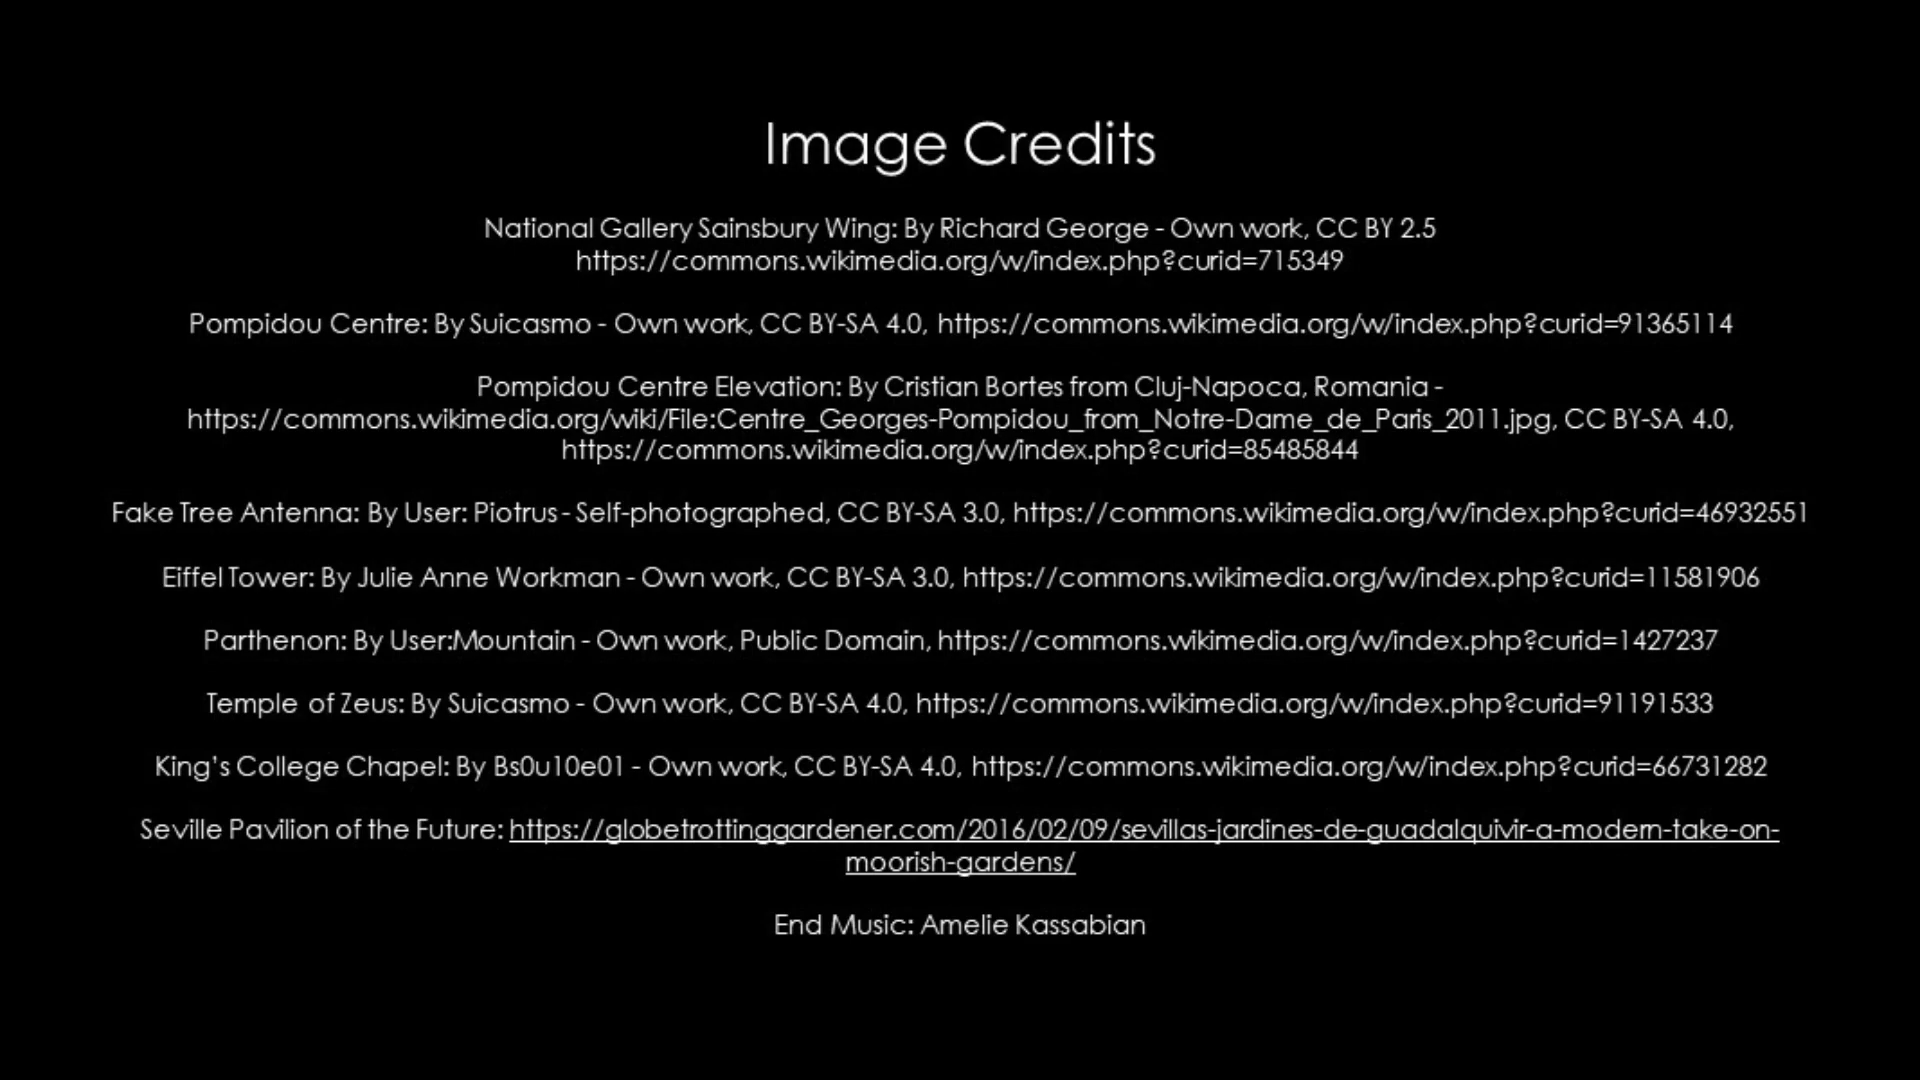 Image Credits
National Gallery Sainsbury Wing: By Richard George - Own work, CC BY 2.5
https://commons.wikimedia.org/w/index.php?curid=715349
Pompidou Centre: By Suicasmo - Own work, CC BY-SA 4.0, https://commons.wikimedia.org/w/index.php?curid=91365114
Pompidou Centre Elevation: By Cristian Bortes from Cluj-Napoca, Romania -
https://commons.wikimedia.org/wiki/File:Centre_Georges-Pompidou_from_Notre-Dame_de_Paris_2011.jpg, CC BY-SA 4.0,
https://commons.wikimedia.org/w/index.php?curid=85485844
Fake Tree Antenna: By User: Piotrus - Self-photographed, CC BY-SA 3.0, https://commons.wikimedia.org/w/index.php?curid=46932551
Eiffel Tower: By Julie Anne Workman - Own work, CC BY-SA 3.0, https://commons.wikimedia.org/w/index.php?curid=11581906
Parthenon: By User:Mountain - Own work, Public Domain, https://commons.wikimedia.org/w/index.php?curid=1427237
Temple of Zeus: By Suicasmo - Own work, CC BY-SA 4.0, https://commons.wikimedia.org/w/index.php?curid=91191533
King's College Chapel: By Bs0u10e01 - Own work, CC BY-SA 4.0, https://commons.wikimedia.org/w/index.php?curid=66731282
Seville Pavilion of the Future: https://globetrottinggardener.com/2016/02/09/sevillas-jardines-de-guadalquivir-a-modern-take-on-
moorish-gardens/
End Music: Amelie Kassabian